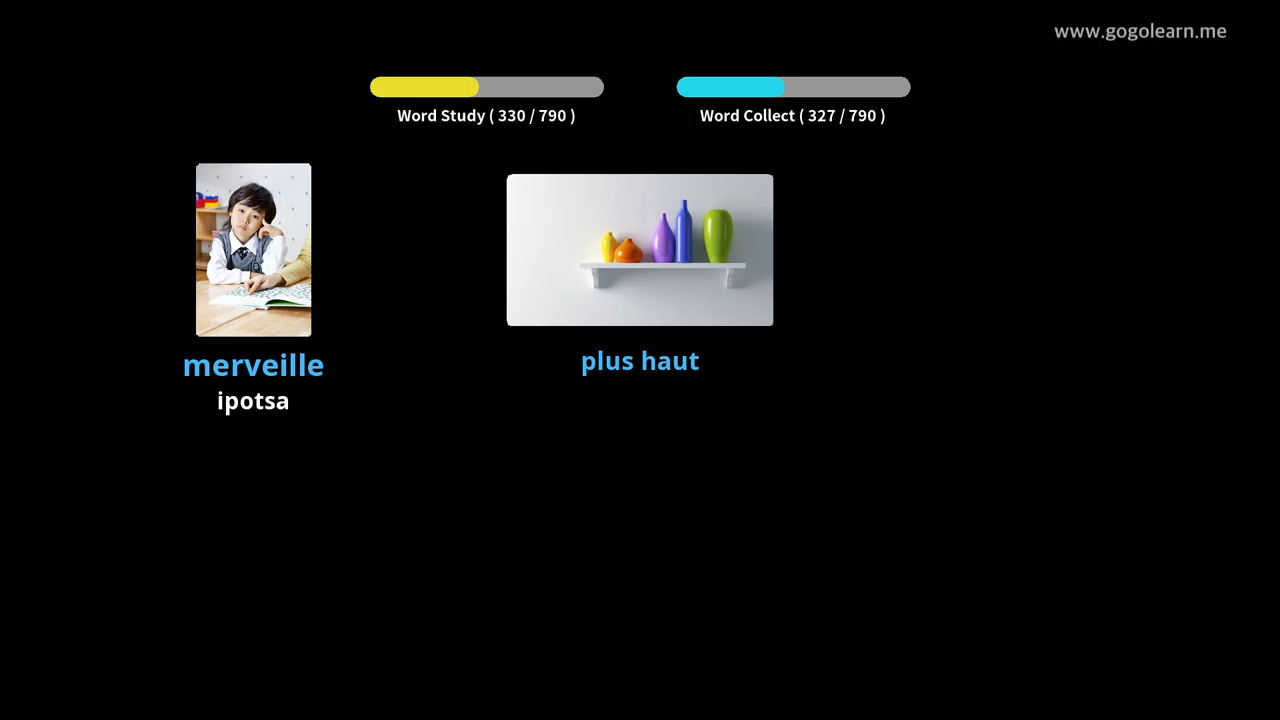 www.gogolearn.me
Word Study ( 330 / 790 )
Word Collect ( 327 / 790 )
merveille
ipotsa
plus haut